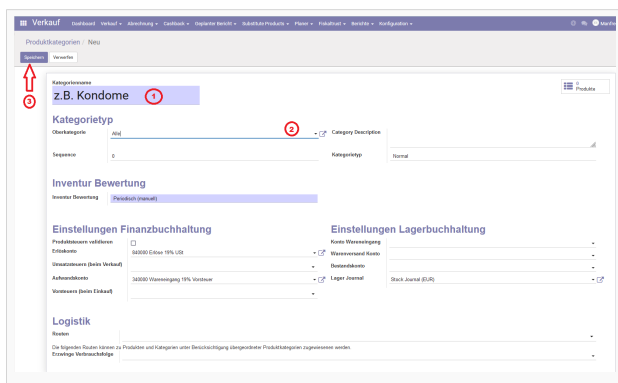 Verkauf Dashboard Verkauf Abrechnung Cashback Geplanter Bericht Substitute Products Planer Fiskaltrust Berichte Konfiguration
Produktkategorien / Neu
Speichern Verwerfen
Kategorienname
z.B. Kondome 1
0
Produkte
3
Kategorietyp
Oberkategorie Alle 2 Category Description
Sequence 0 Kategorietyp Normal
Inventur Bewertung
Inventur Bewertung Periodisch (manuell)
Einstellungen Finanzbuchhaltung Einstellungen Lagerbuchhaltung
Produktsteuern validieren Konto Wareneingang
Erlöskonto 840000 Erlöse 19% USt Warenversand Konto
Umsatzsteuern (beim Verkauf) Bestandskonto
Aufwandskonto 340000 Wareneingang 19% Vorsteuer Lager Journal Stock Journal (EUR)
Vorsteuern (beim Einkauf)
Logistik
Routen
Die folgenden Routen können zu Produkten und Kategorien unter Berücksichtigung übergeordneter Produktkategorien zugewiesenen werden
Erzwinge Verbrauchsfolge